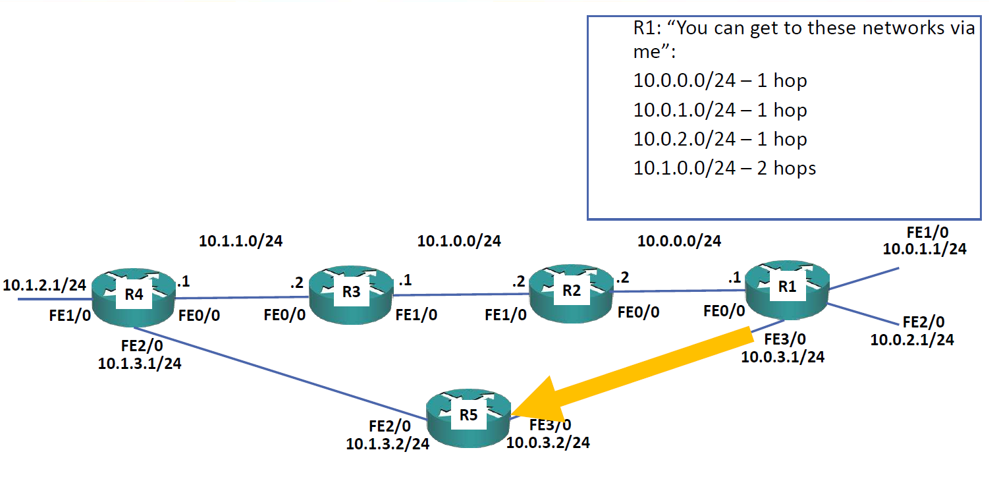 R1: “You can get to these networks via
me”:
10.0.0.0/24 – 1 hop
10.0.1.0/24 – 1 hop
10.0.2.0/24 – 1 hop
10.1.0.0/24 – 2 hops
10.1.1.0/24
10.1.0.0/24
10.0.0.0/24
FE1/0
10.0.1.1/24
10.1.2.1/24
FE1/0
R4
.1
FE0/0
.2
FE0/0
R3
.1
FE1/0
.2
FE1/0
R2
.2
FE0/0
.1
FE0/0
R1
FE2/0
10.0.2.1/24
FE2/0
10.1.3.1/24
FE3/0
10.0.3.1/24
R5
FE2/0
10.1.3.2/24
FE3/0
10.0.3.2/24